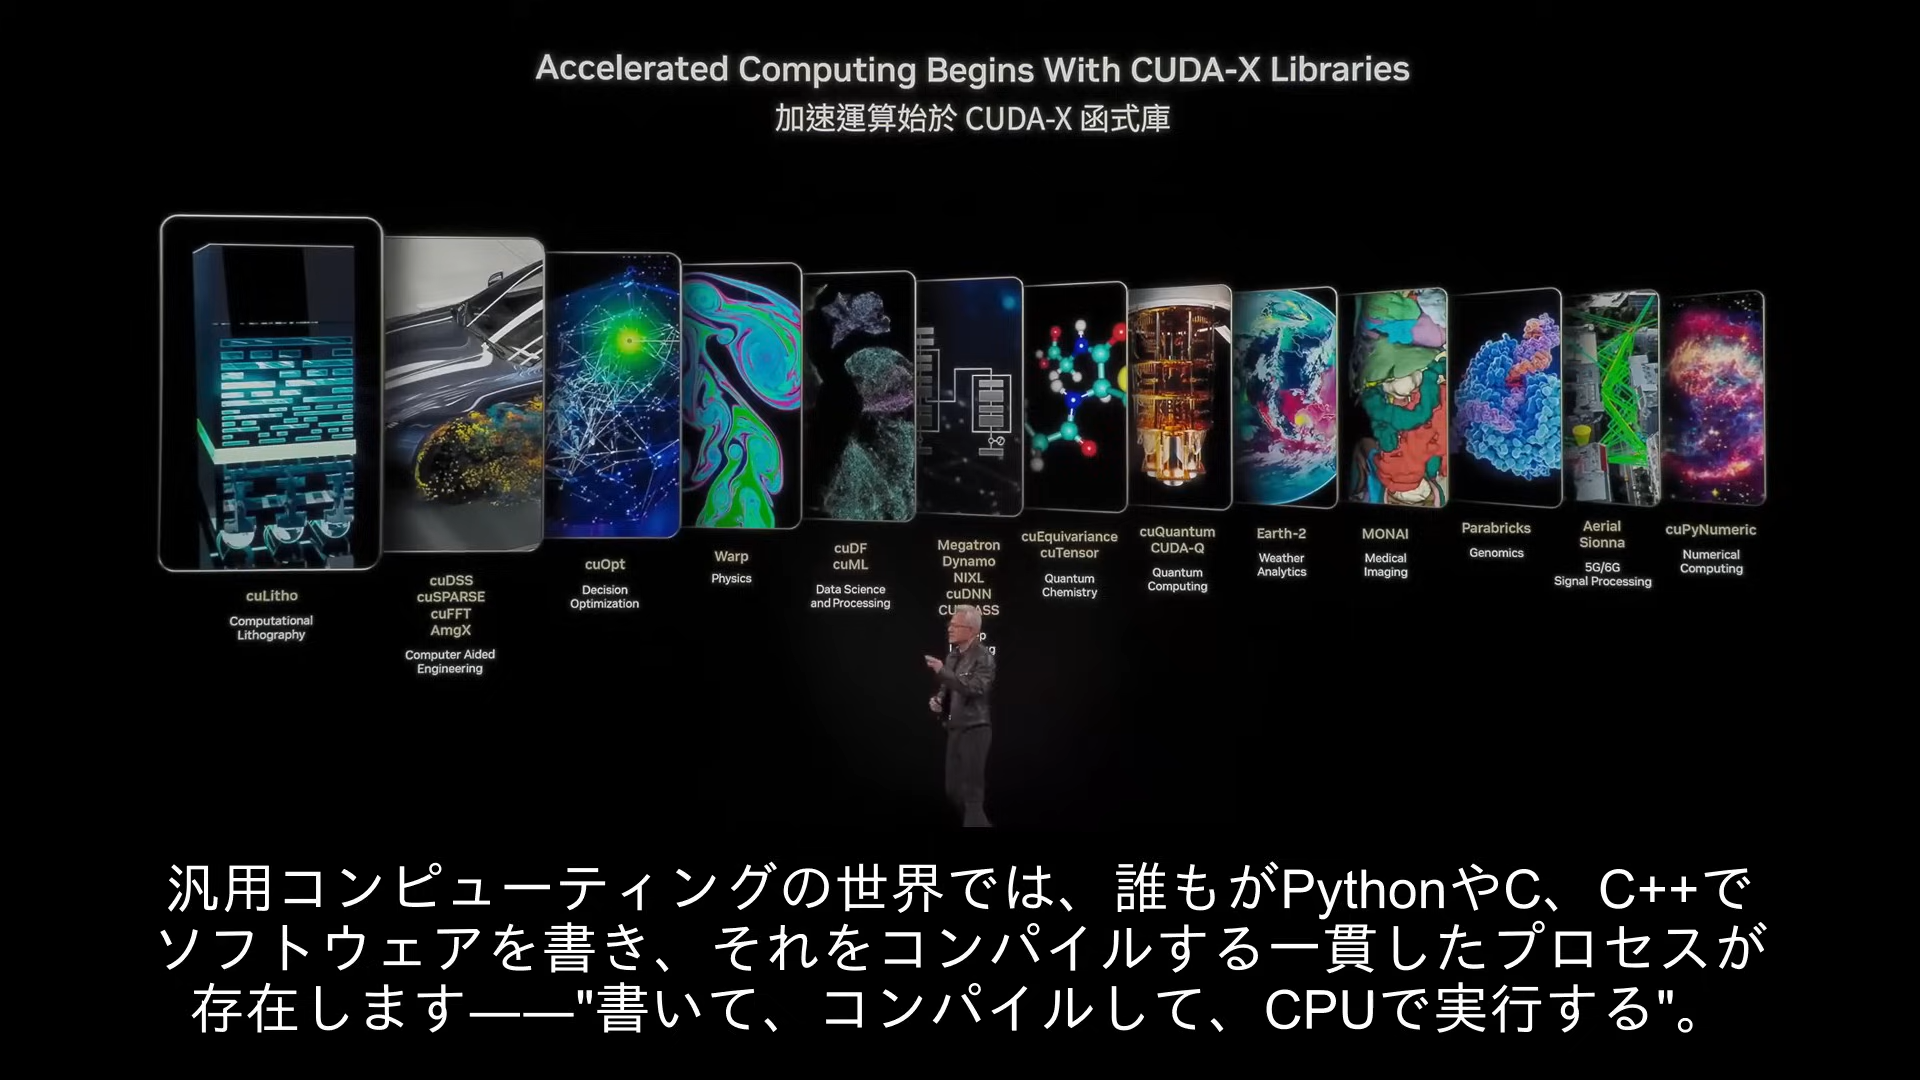 Accelerated Computing Begins With CUDA-X Libraries
加速運算始於 CUDA-X 函式庫
cuLitho
Computational
Lithography
cuDSS
cuSPARSE
cuFFT
AmgX
Computer Aided
Engineering
cuOpt
Decision
Optimization
Warp
Physics
cuDF
cuML
Data Science
and Processing
Megatron
Dynamo
NIXL
cuDNN
cuEquivariance
cuTensor
Quantum
Chemistry
cuQuantum
CUDA-Q
Quantum
Computing
Earth-2
Weather
Analytics
MONAI
Medical
Imaging
Parabricks
Genomics
Aerial
Sionna
5G/6G
Signal Processing
cuPyNumeric
Numerical
Computing
汎用コンピューティングの世界では、誰もがPythonやC、C++で
ソフトウェアを書き、それをコンパイルする一貫したプロセスが
存在します——"書いて、コンパイルして、CPUで実行する"。